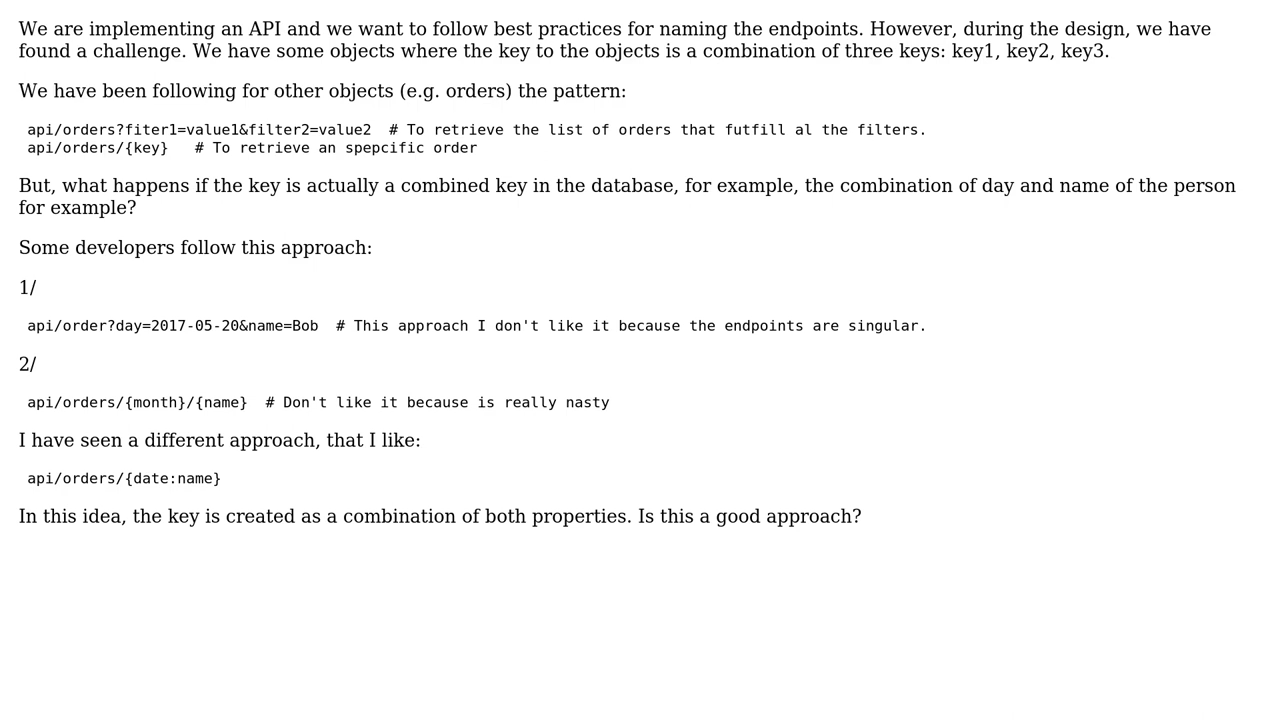 We are implementing an API and we want to follow best practices for naming the endpoints. However, during the design, we have
found a challenge. We have some objects where the key to the objects is a combination of three keys: key1, key2, key3.
We have been following for other objects (e.g. orders) the pattern:
api/orders?fiter1=value1&filter2=value2  # To retrieve the list of orders that futfill al the filters.
api/orders/{key}   # To retrieve an spepcific order
But, what happens if the key is actually a combined key in the database, for example, the combination of day and name of the person
for example?
Some developers follow this approach:
1/
api/order?day=2017-05-20&name=Bob  # This approach I don't like it because the endpoints are singular.
2/
api/orders/{month}/{name}  # Don't like it because is really nasty
I have seen a different approach, that I like:
api/orders/{date:name}
In this idea, the key is created as a combination of both properties. Is this a good approach?